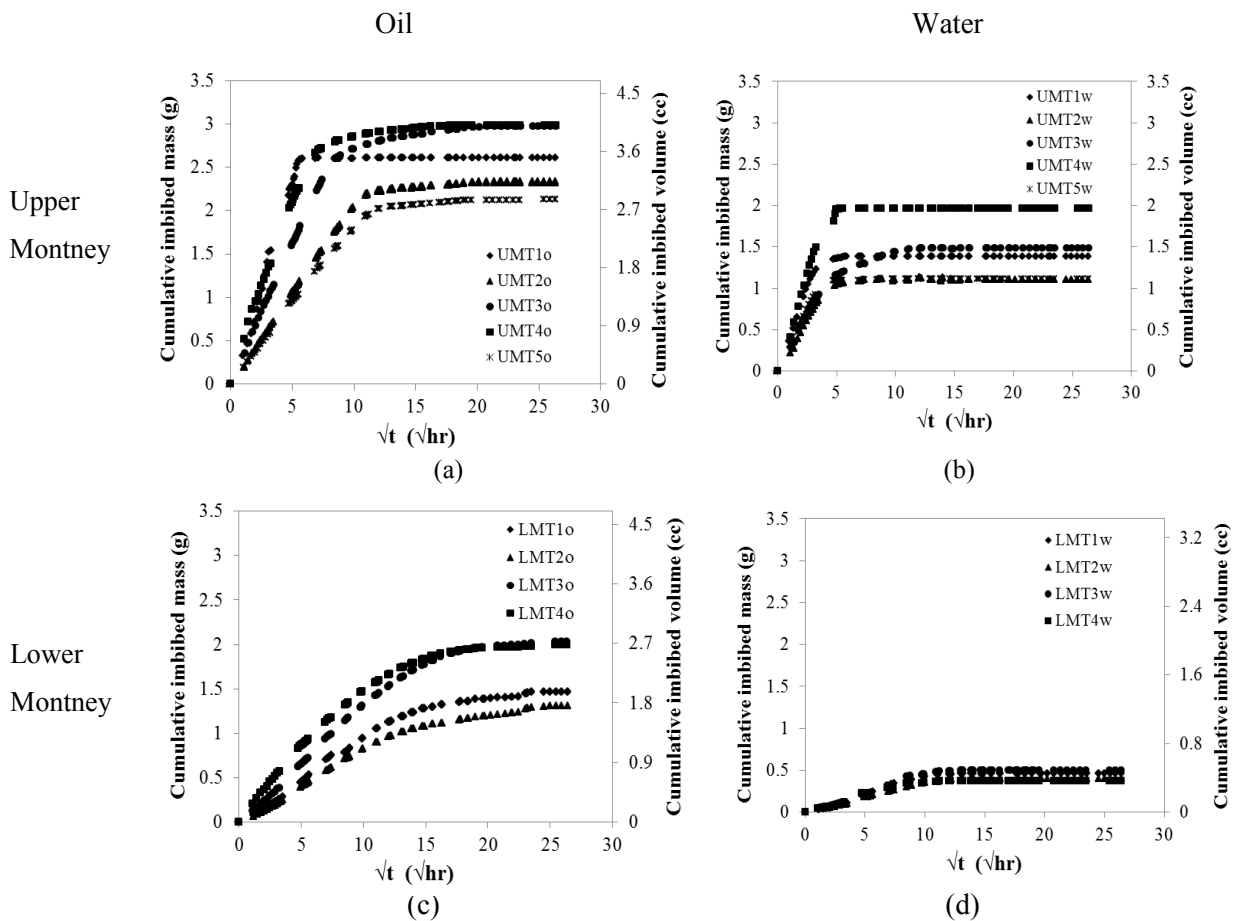 Oil
Water
Upper
Montney
Cumulative imbibed mass (g)
3.5
3
2.5
2
1.5
1
0.5
0
0 5 10 15 20 25 30
√t (√hr)
4.5
3.6
2.7
1.8
0.9
0
Cumulative imbibed volume (cc)
UMT1o
UMT2o
UMT3o
UMT4o
UMT5o
(a)
Cumulative imbibed mass (g)
3.5
3
2.5
2
1.5
1
0.5
0
0 5 10 15 20 25 30
√t (√hr)
3.5
3
2.5
2
1.5
1
0.5
0
Cumulative imbibed volume (cc)
UMT1w
UMT2w
UMT3w
UMT4w
UMT5w
(b)
Lower
Montney
Cumulative imbibed mass (g)
3.5
3
2.5
2
1.5
1
0.5
0
0 5 10 15 20 25 30
√t (√hr)
4.5
3.6
2.7
1.8
0.9
0
Cumulative imbibed volume (cc)
LMT1o
LMT2o
LMT3o
LMT4o
(c)
Cumulative imbibed mass (g)
3.5
3
2.5
2
1.5
1
0.5
0
0 5 10 15 20 25 30
√t (√hr)
3.2
2.4
1.6
0.8
0
Cumulative imbibed volume (cc)
LMT1w
LMT2w
LMT3w
LMT4w
(d)